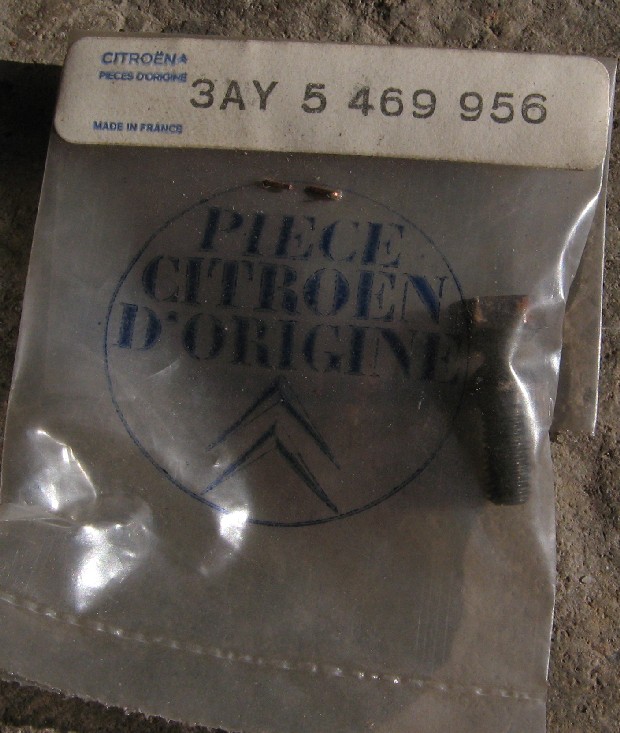 CITROËN
PIECES D'ORIGINE
3AY 5 469 956
MADE IN FRANCE
PIECE
CITROËN
D'ORIGINE